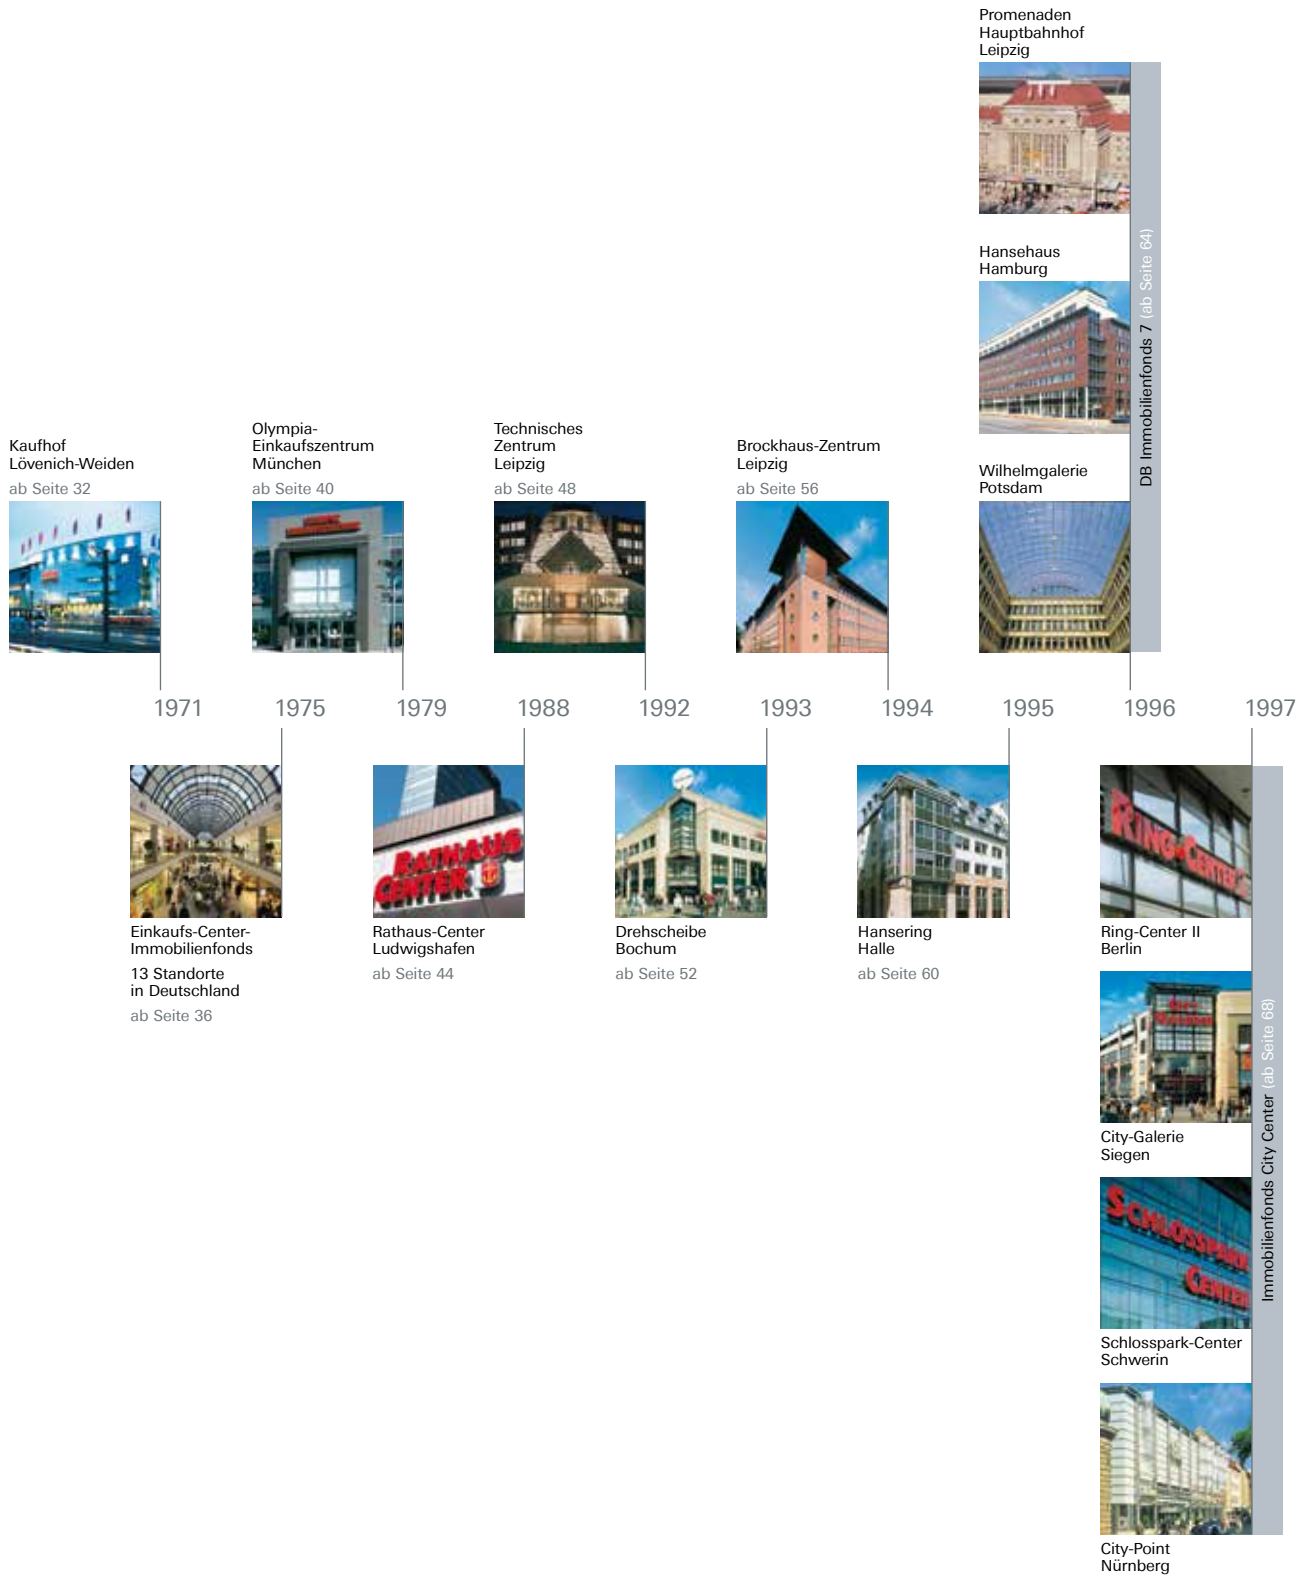 Promenaden
Hauptbahnhof
Leipzig
Hansehaus
Hamburg
Wilhelmgalerie
Potsdam
DB Immobilienfonds 7 (ab Seite 64)
Kaufhof
Lövenich-Weiden
ab Seite 32
Olympia-
Einkaufszentrum
München
ab Seite 40
Technisches
Zentrum
Leipzig
ab Seite 48
Brockhaus-Zentrum
Leipzig
ab Seite 56
1971
1975
1979
1988
1992
1993
1994
1995
1996
1997
Einkaufs-Center-
Immobilienfonds
13 Standorte
in Deutschland
ab Seite 36
RATHAUS
CENTER
Rathaus-Center
Ludwigshafen
ab Seite 44
Drehscheibe
Bochum
ab Seite 52
Hansering
Halle
ab Seite 60
RING-CENTER
Ring-Center II
Berlin
City-Galerie
Siegen
SCHLOSSPARK
CENTER
Schlosspark-Center
Schwerin
City-Point
Nürnberg
Immobilienfonds City Center (ab Seite 68)